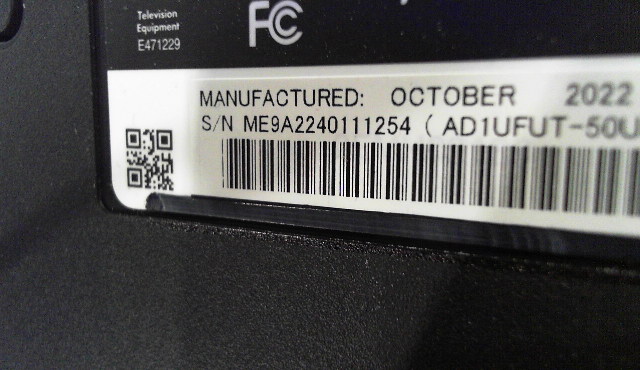 Television
Equipment
E471229
FC
MANUFACTURED: OCTOBER 2022
S/N ME9A2240111254 ( AD1UFUT-50U